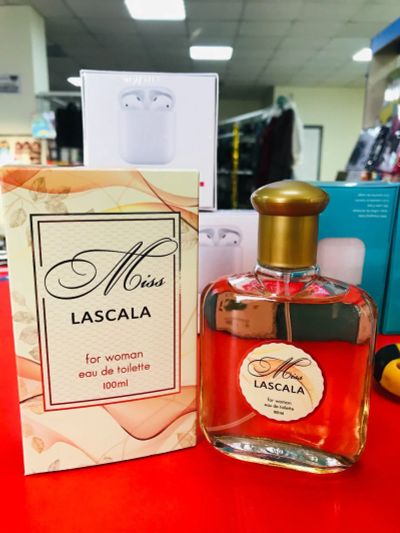 Miss
LASCALA
for woman
eau de toilette
100ml
Miss
LASCALA
for woman
eau de toilette